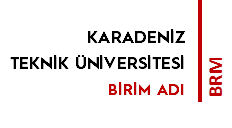 KARADENİZ
TEKNİK ÜNİVERSİTESİ
BİRİM ADI
BRM